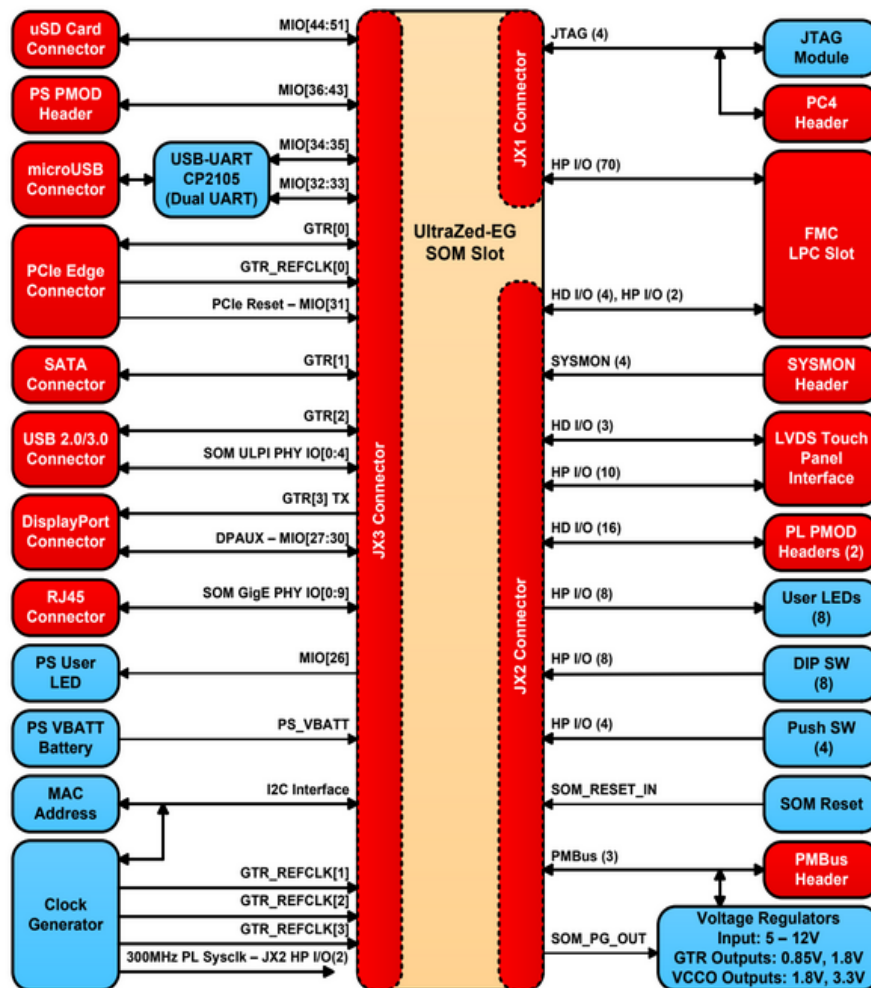 uSD Card
Connector
MIO[44:51]
PS PMOD
Header
MIO[36:43]
microUSB
Connector
USB-UART
CP2105
(Dual UART)
MIO[34:35]
MIO[32:33]
PCIe Edge
Connector
GTR[0]
GTR_REFCLK[0]
PCIe Reset – MIO[31]
SATA
Connector
GTR[1]
USB 2.0/3.0
Connector
GTR[2]
SOM ULPI PHY IO[0:4]
DisplayPort
Connector
GTR[3] TX
DPAUX – MIO[27:30]
RJ45
Connector
SOM GigE PHY IO[0:9]
PS User
LED
MIO[26]
PS VBATT
Battery
PS_VBATT
MAC
Address
I2C Interface
Clock
Generator
GTR_REFCLK[1]
GTR_REFCLK[2]
GTR_REFCLK[3]
300MHz PL Sysclk – JX2 HP I/O(2)
JX3 Connector
UltraZed-EG
SOM Slot
JX1 Connector
JX2 Connector
JTAG (4)
JTAG
Module
PC4
Header
HP I/O (70)
FMC
LPC Slot
HD I/O (4), HP I/O (2)
SYSMON (4)
SYSMON
Header
HD I/O (3)
HP I/O (10)
LVDS Touch
Panel
Interface
HD I/O (16)
PL PMOD
Headers (2)
HP I/O (8)
User LEDs
(8)
HP I/O (8)
DIP SW
(8)
HP I/O (4)
Push SW
(4)
SOM_RESET_IN
SOM Reset
PMBus (3)
PMBus
Header
SOM_PG_OUT
Voltage Regulators
Input: 5 – 12V
GTR Outputs: 0.85V, 1.8V
VCCO Outputs: 1.8V, 3.3V